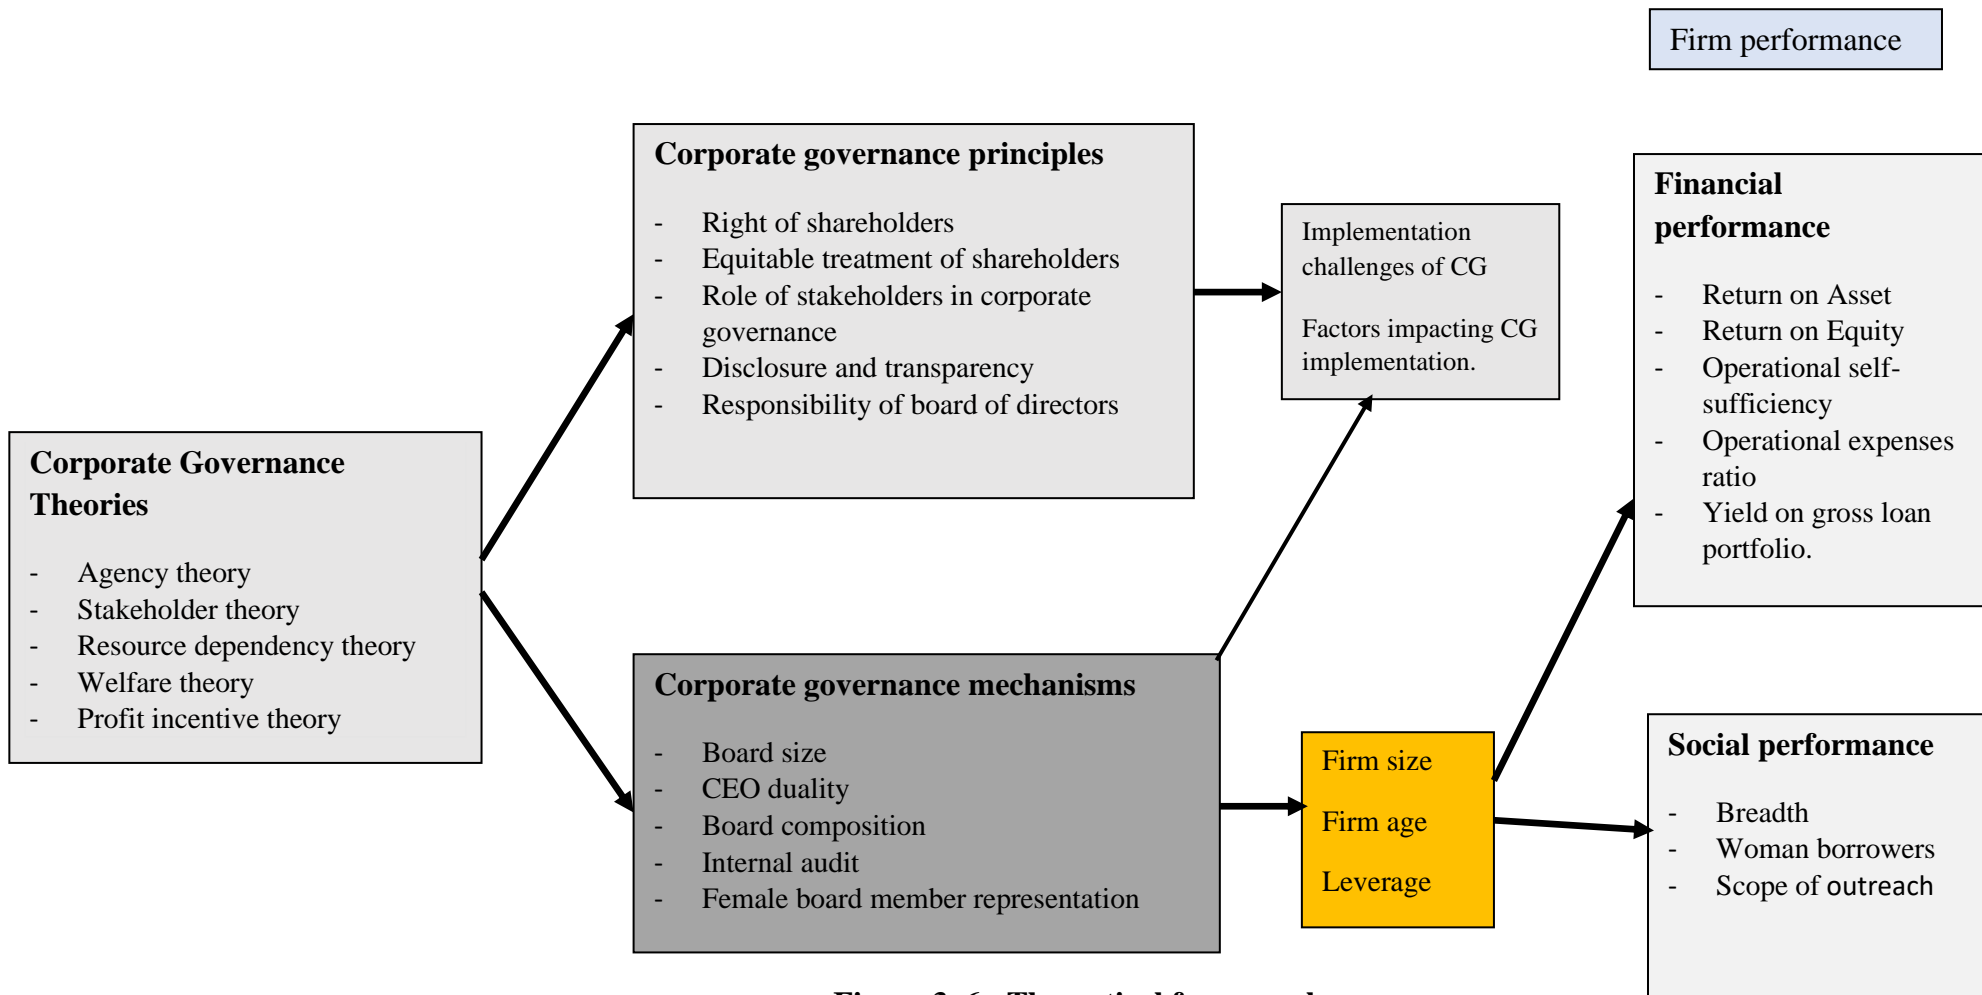 Firm performance
Corporate governance principles
- Right of shareholders
- Equitable treatment of shareholders
- Role of stakeholders in corporate
governance
- Disclosure and transparency
- Responsibility of board of directors
Implementation
challenges of CG
Factors impacting CG
implementation.
Financial
performance
- Return on Asset
- Return on Equity
- Operational self-
sufficiency
- Operational expenses
ratio
- Yield on gross loan
portfolio.
Corporate Governance
Theories
- Agency theory
- Stakeholder theory
- Resource dependency theory
- Welfare theory
- Profit incentive theory
Corporate governance mechanisms
- Board size
- CEO duality
- Board composition
- Internal audit
- Female board member representation
Firm size
Firm age
Leverage
Social performance
- Breadth
- Woman borrowers
- Scope of outreach